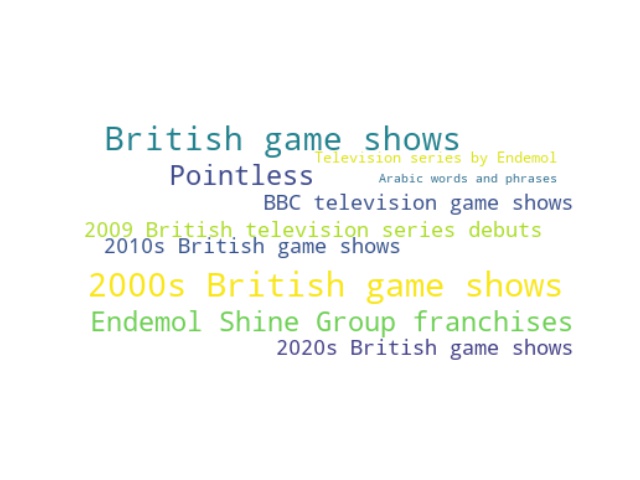 British game shows
Television series by Endemol
Pointless
Arabic words and phrases
BBC television game shows
2009 British television series debuts
2010s British game shows
2000s British game shows
Endemol Shine Group franchises
2020s British game shows